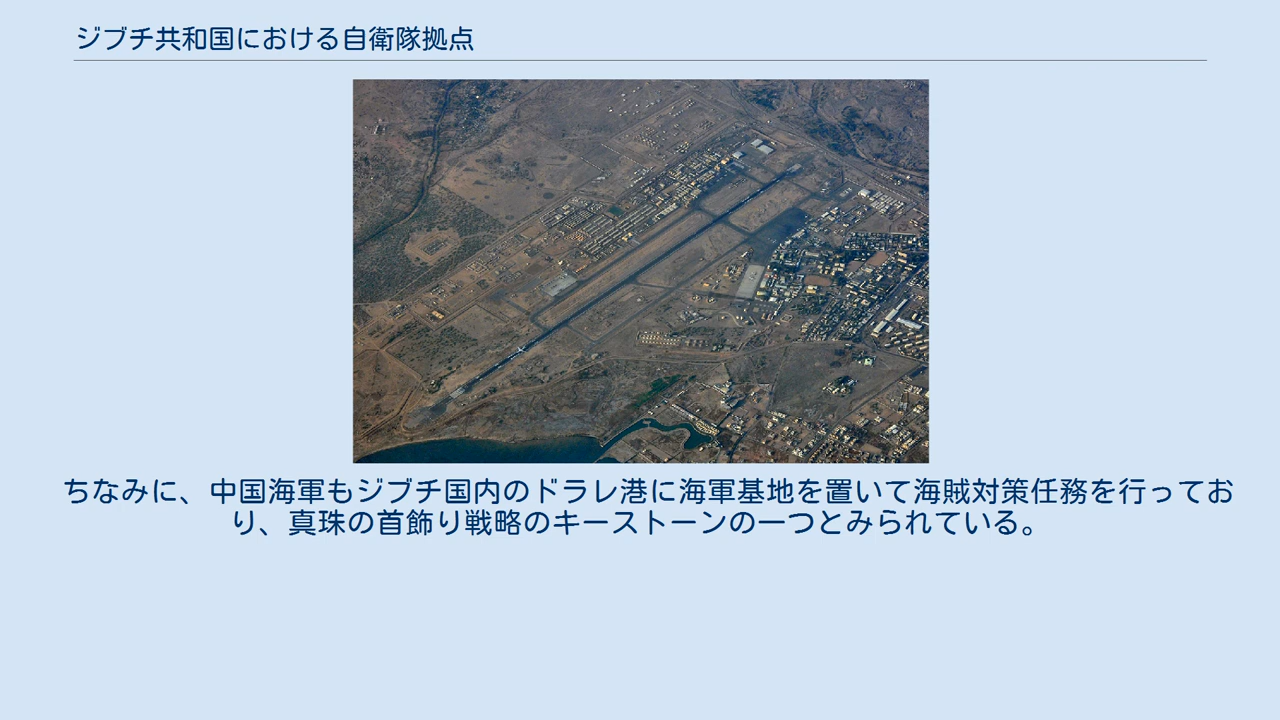 ジブチ共和国における自衛隊拠点
ちなみに、中国海軍もジブチ国内のドラレ港に海軍基地を置いて海賊対策任務を行ってお
り、真珠の首飾り戦略のキーストーンの一つとみられている。